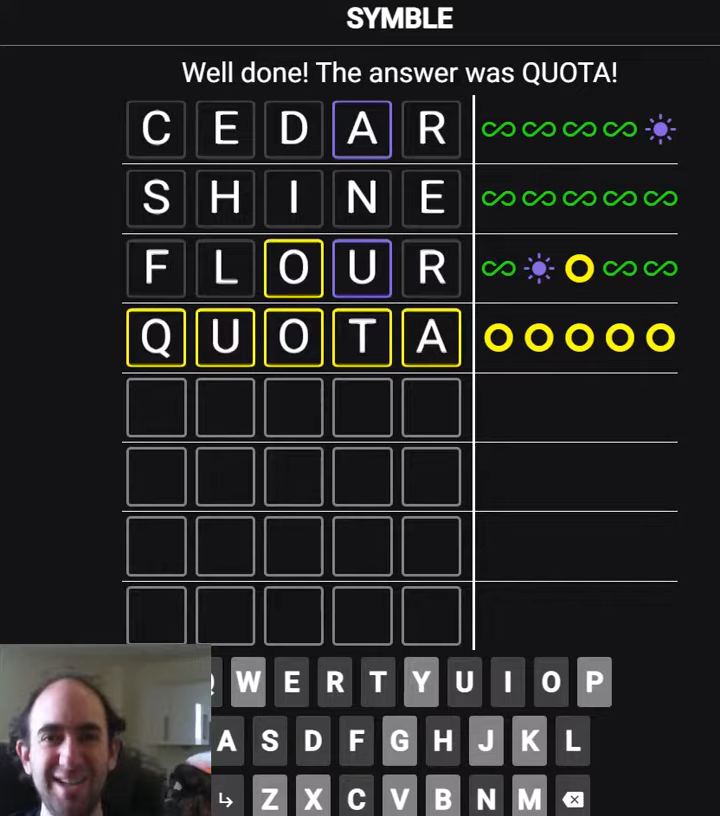 SYMBLE
Well done! The answer was QUOTA!
C E D A R
S H I N E
F L O U R
Q U O T A
W E R T Y U I O P
A S D F G H J K L
Z X C V B N M